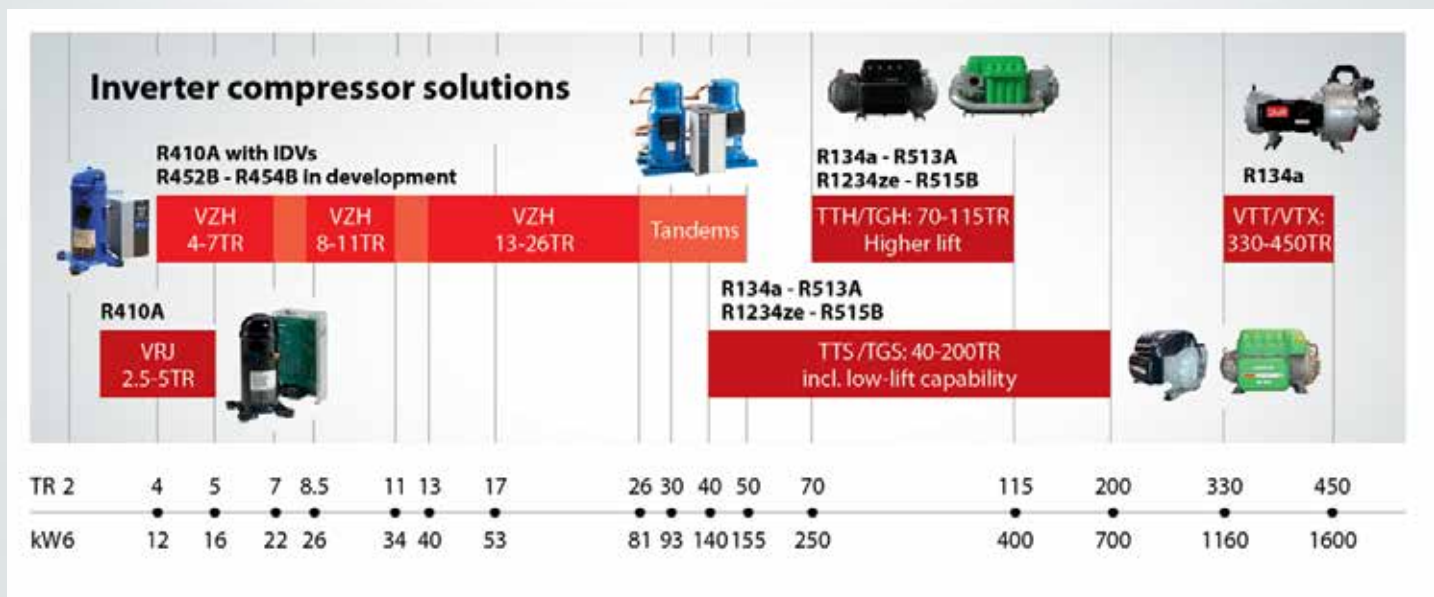 Inverter compressor solutions
R410A with IDVs
R452B - R454B in development
VZH
4-7TR
VZH
8-11TR
VZH
13-26TR
Tandems
R134a - R513A
R1234ze - R515B
TTH/TGH: 70-115TR
Higher lift
R134a
VTT/VTX:
330-450TR
R410A
VRJ
2.5-5TR
R134a - R513A
R1234ze - R515B
TTS /TGS: 40-200TR
incl. low-lift capability
TR 2 4 5 7 8.5 11 13 17 26 30 40 50 70 115 200 330 450
kW6 12 16 22 26 34 40 53 81 93 140 155 250 400 700 1160 1600